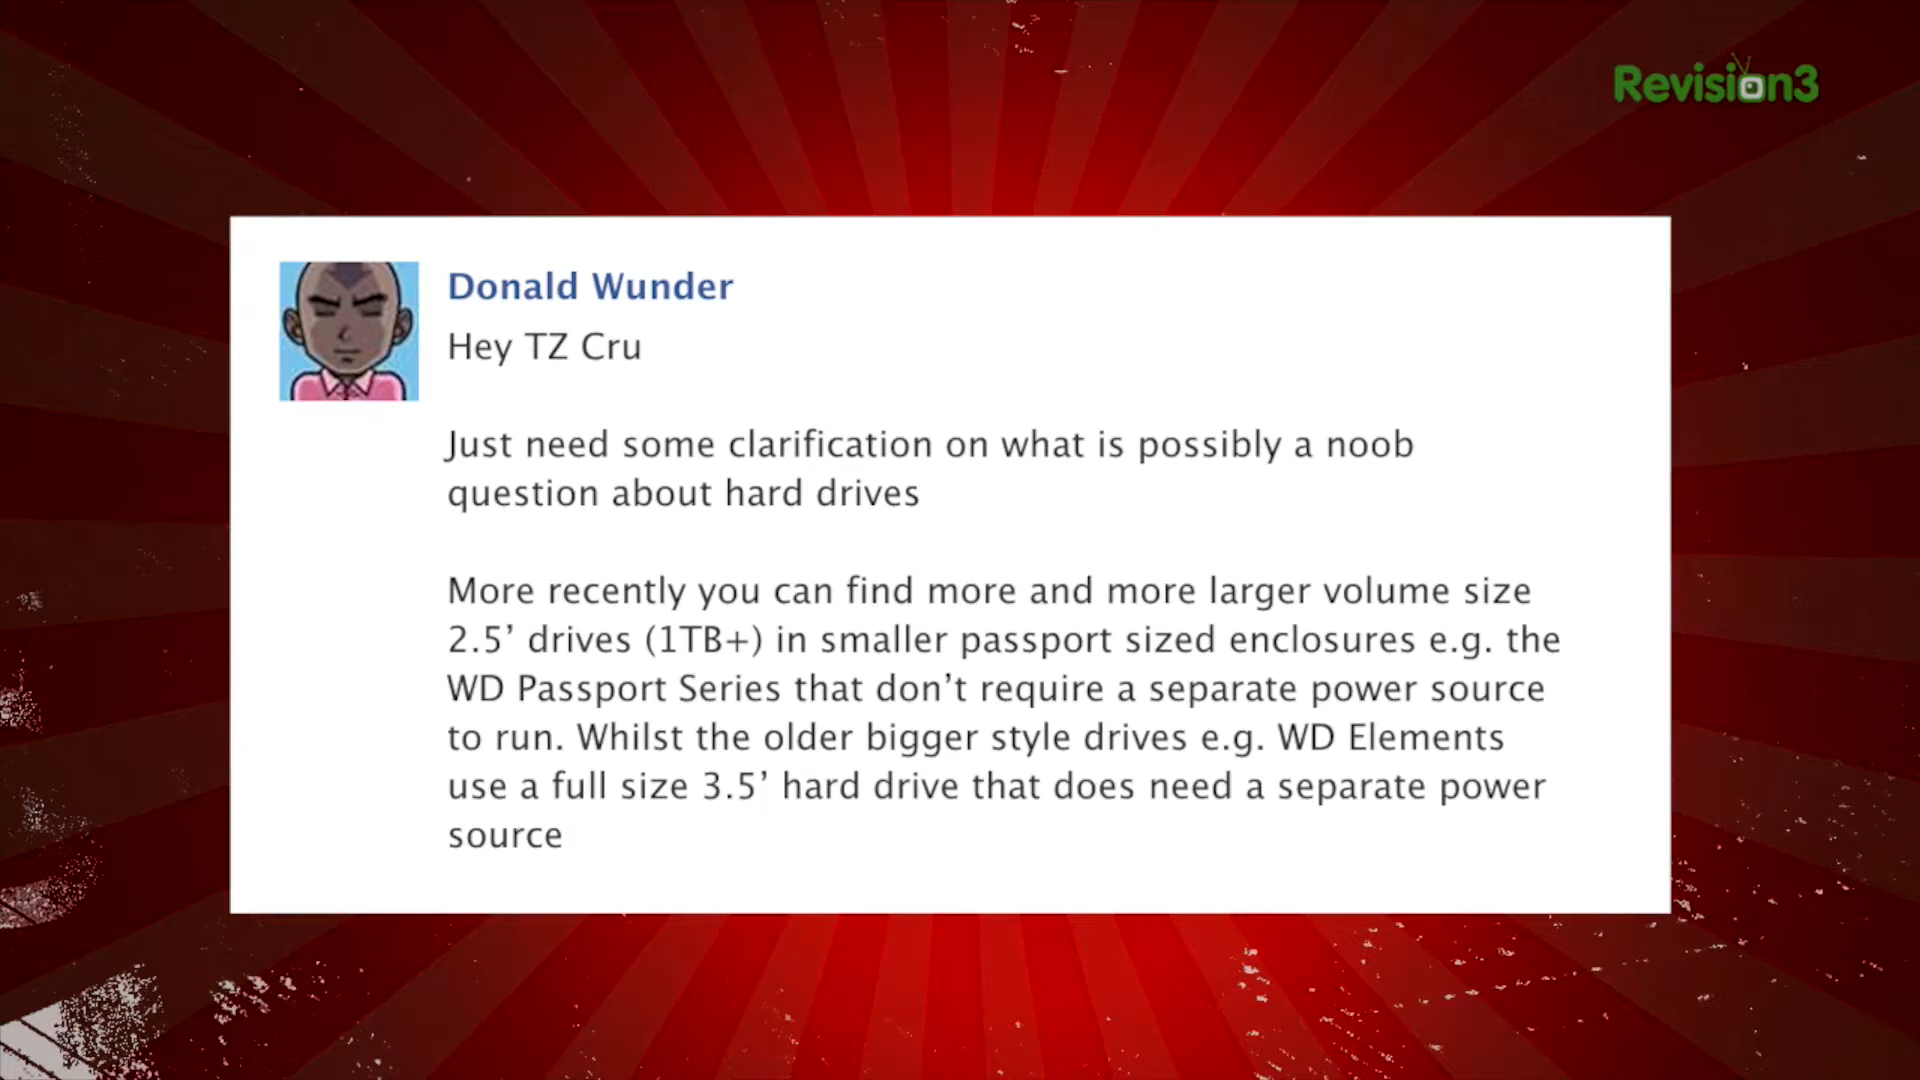 Revision3
Donald Wunder
Hey TZ Cru
Just need some clarification on what is possibly a noob
question about hard drives
More recently you can find more and more larger volume size
2.5’ drives (1TB+) in smaller passport sized enclosures e.g. the
WD Passport Series that don’t require a separate power source
to run. Whilst the older bigger style drives e.g. WD Elements
use a full size 3.5’ hard drive that does need a separate power
source